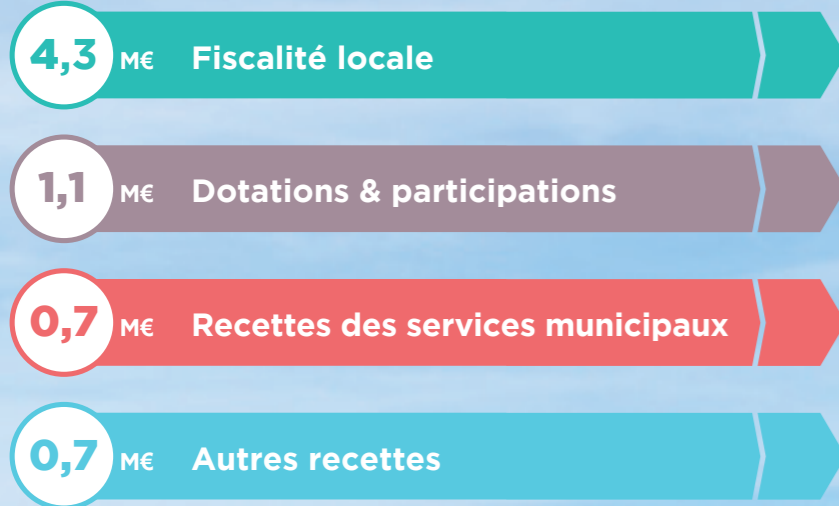 4,3 M€ Fiscalité locale
1,1 M€ Dotations & participations
0,7 M€ Recettes des services municipaux
0,7 M€ Autres recettes